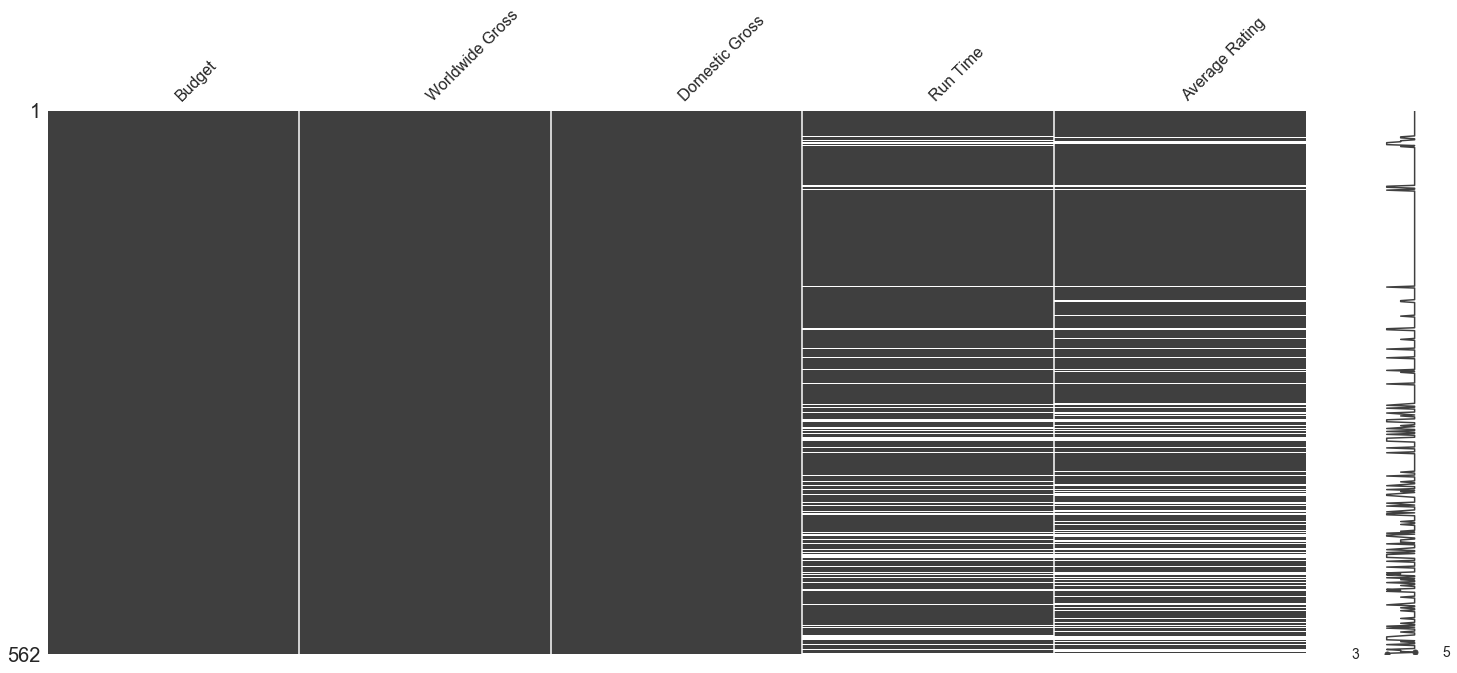 Budget
Worldwide Gross
Domestic Gross
Run Time
Average Rating
1
562
3
5